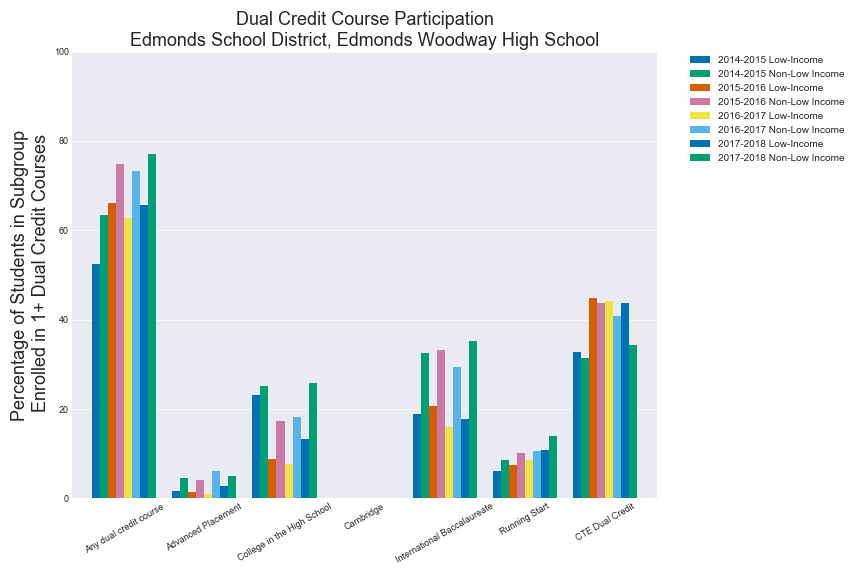 Dual Credit Course Participation
Edmonds School District, Edmonds Woodway High School
Percentage of Students in Subgroup
Enrolled in 1+ Dual Credit Courses
100
80
60
40
20
0
Any dual credit course
Advanced Placement
College in the High School
Cambridge
International Baccalaureate
Running Start
CTE Dual Credit
2014-2015 Low-Income
2014-2015 Non-Low Income
2015-2016 Low-Income
2015-2016 Non-Low Income
2016-2017 Low-Income
2016-2017 Non-Low Income
2017-2018 Low-Income
2017-2018 Non-Low Income